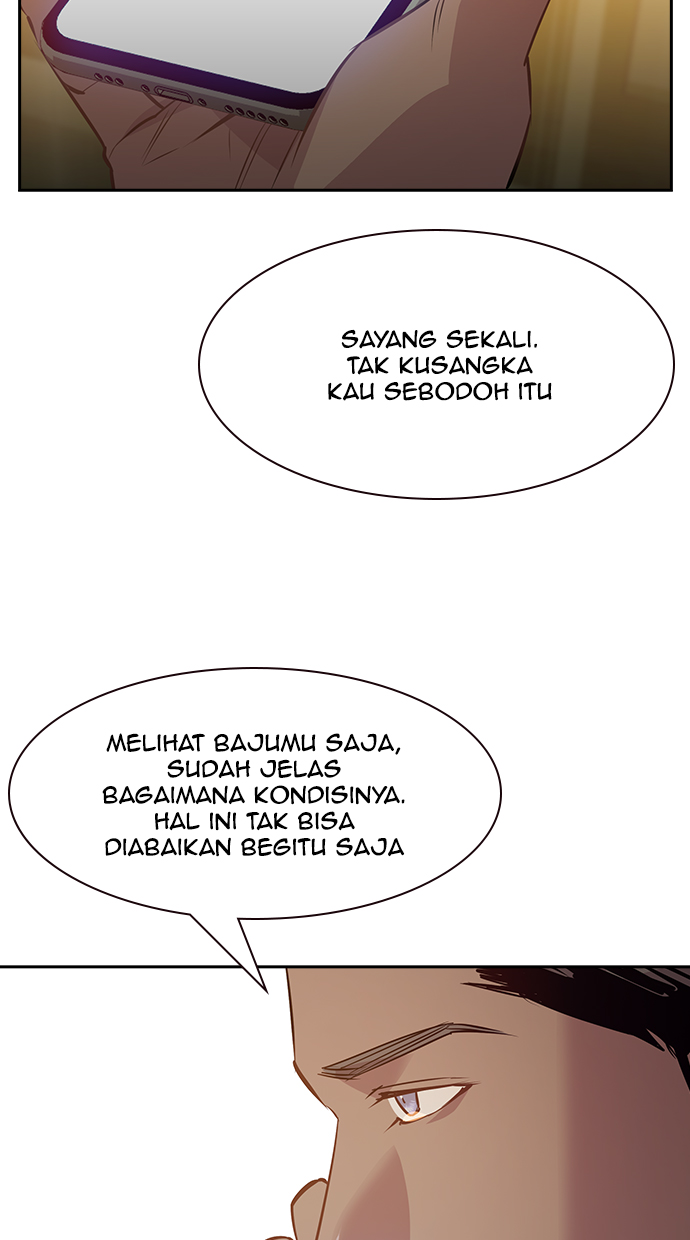 SAYANG SEKALI.
TAK KUSANGKA
KAU SEBODOH ITU
MELIHAT BAJUMU SAJA,
SUDAH JELAS
BAGAIMANA KONDISINYA.
HAL INI TAK BISA
DIABAIKAN BEGITU SAJA